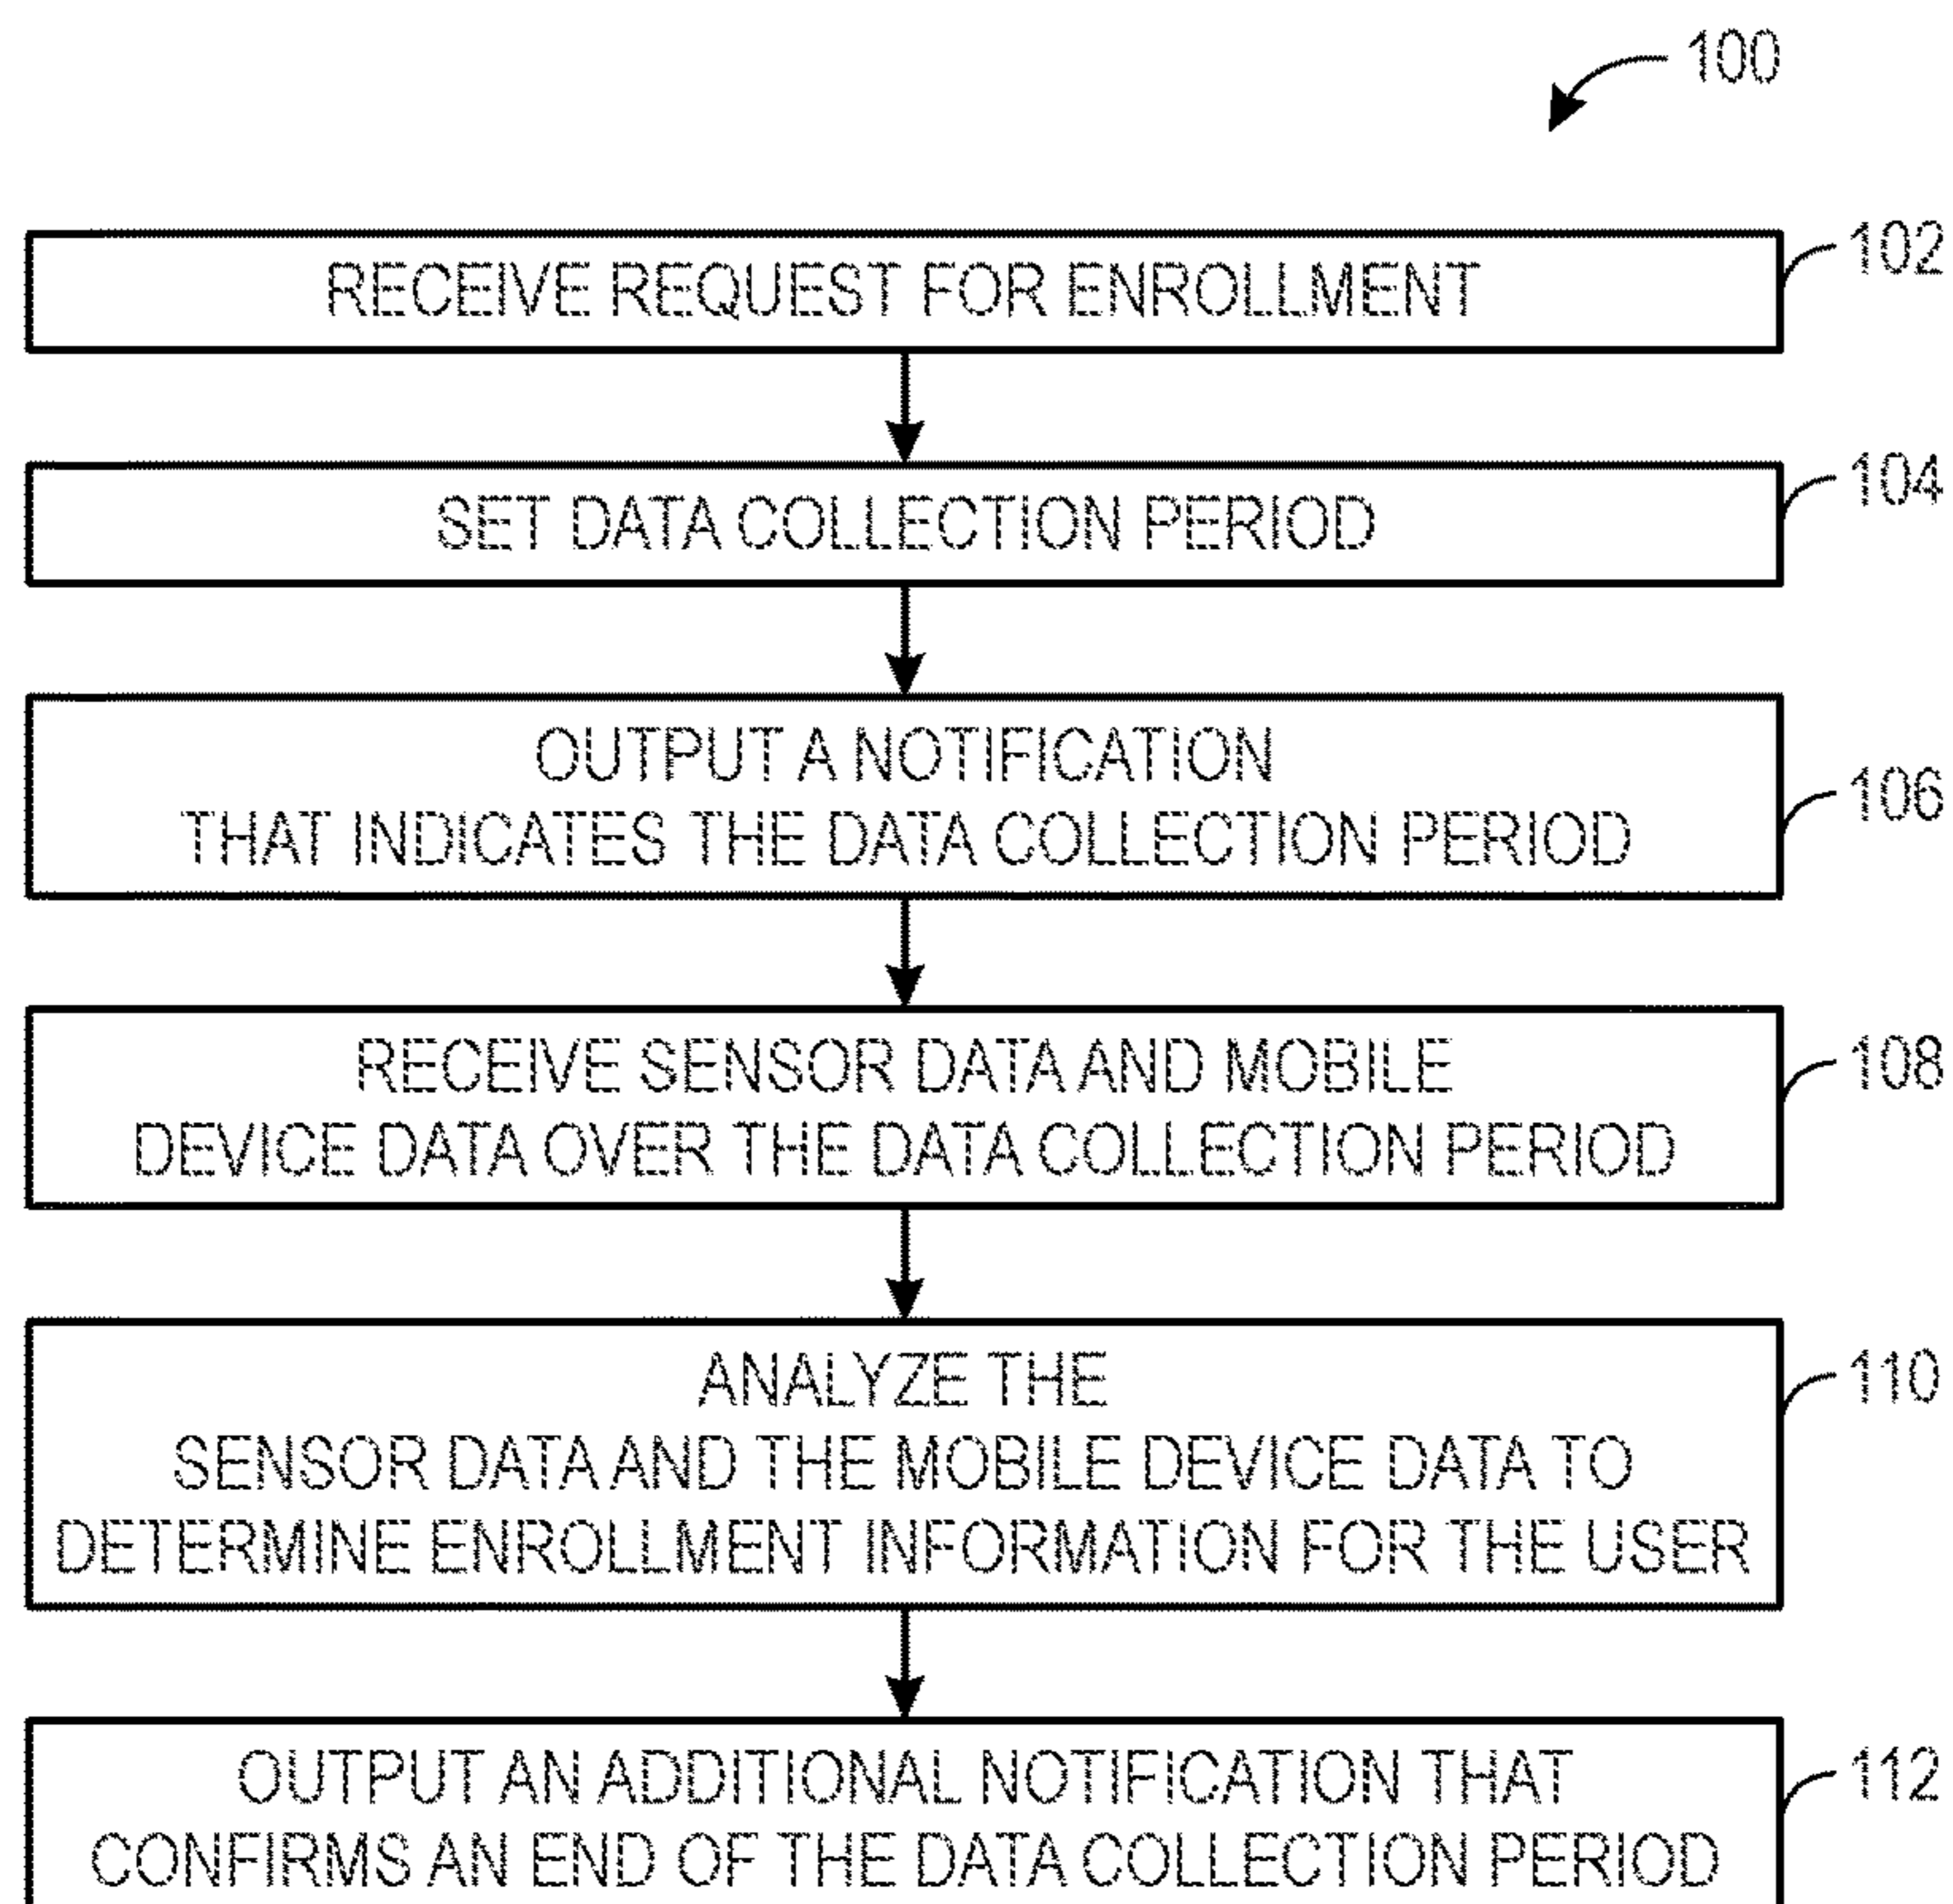 100
RECEIVE REQUEST FOR ENROLLMENT
102
SET DATA COLLECTION PERIOD
104
OUTPUT A NOTIFICATION
THAT INDICATES THE DATA COLLECTION PERIOD
106
RECEIVE SENSOR DATA AND MOBILE
DEVICE DATA OVER THE DATA COLLECTION PERIOD
108
ANALYZE THE
SENSOR DATA AND THE MOBILE DEVICE DATA TO
DETERMINE ENROLLMENT INFORMATION FOR THE USER
110
OUTPUT AN ADDITIONAL NOTIFICATION THAT
CONFIRMS AN END OF THE DATA COLLECTION PERIOD
112